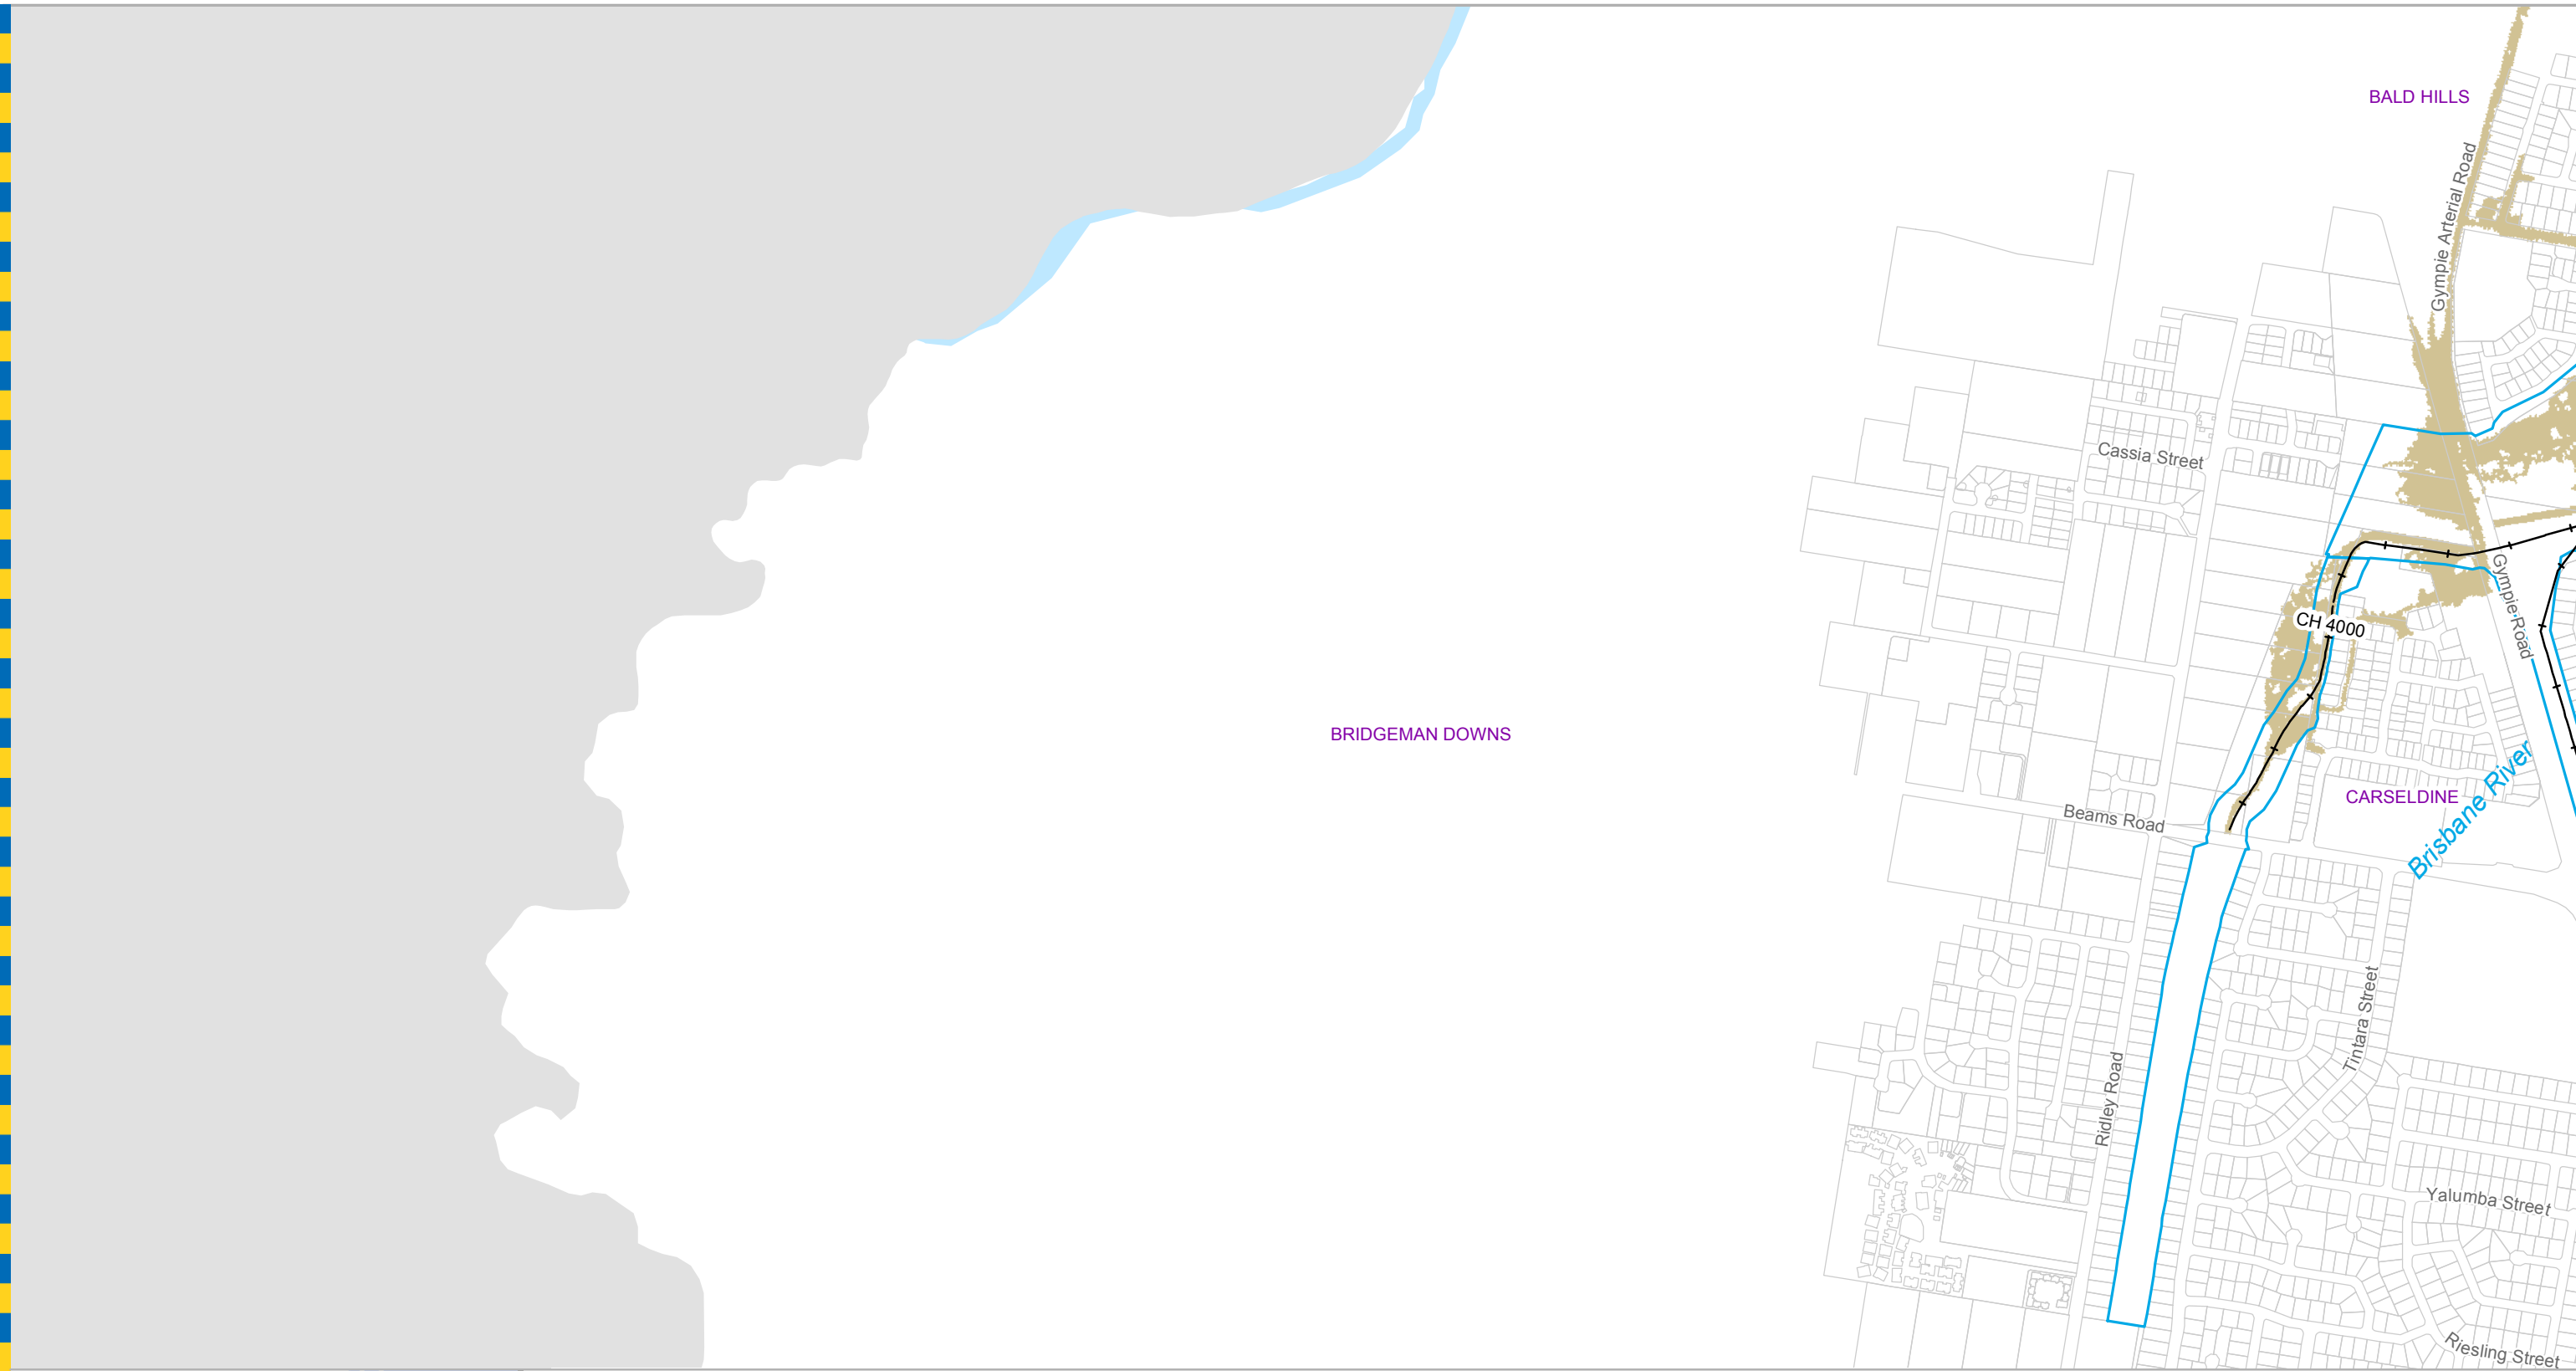 BALD HILLS
Gympie Arterial Road
Cassia Street
Gympie Road
CH 4000
BRIDGEMAN DOWNS
CARSELDINE
Brisbane River
Beams Road
Tintara Street
Ridley Road
Yalumba Street
Riesling Street